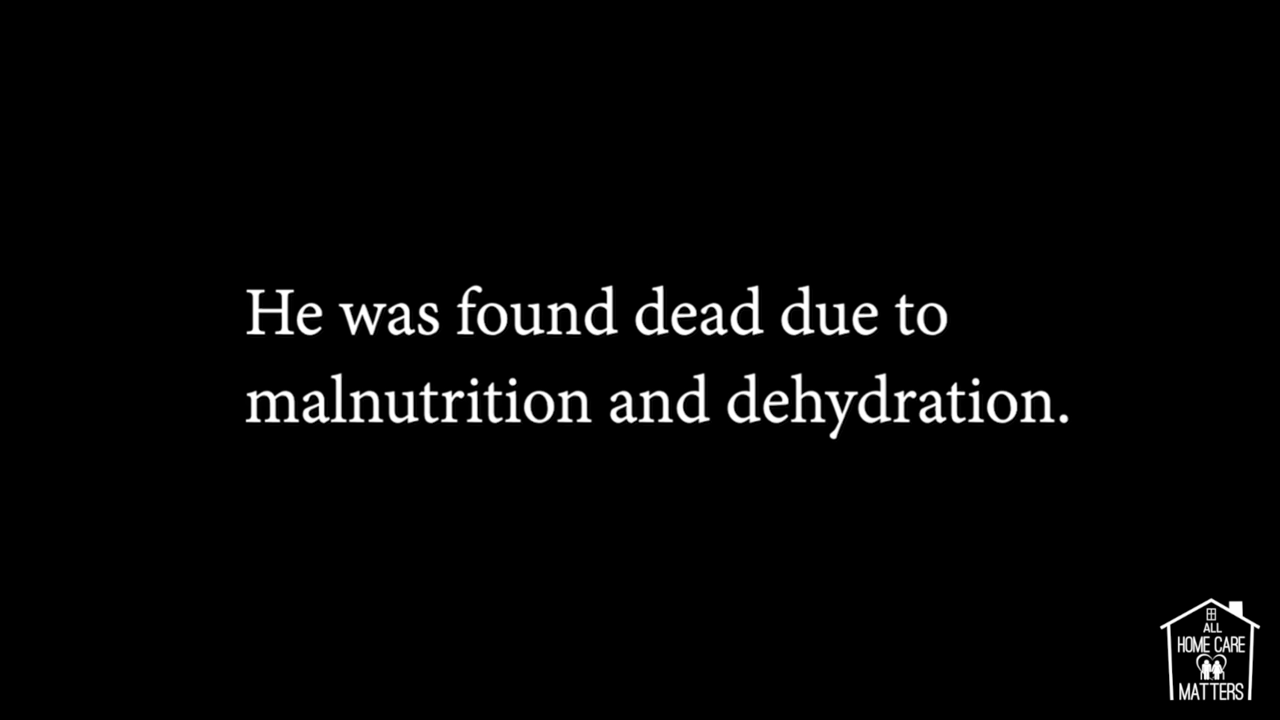 He was found dead due to
malnutrition and dehydration.
ALL
HOME CARE
MATTERS